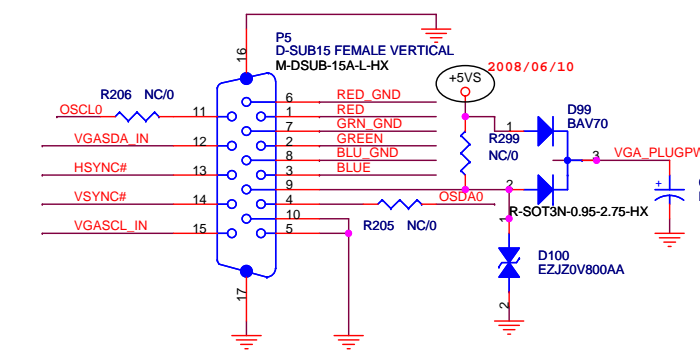 P5
D-SUB15 FEMALE VERTICAL
M-DSUB-15A-L-HX
16
+5VS
2008/06/10
R206 NC/0
OSCL0
11
6
RED_GND
1
RED
D99
BAV70
7
GRN_GND
1
R299
NC/0
VGASDA_IN
12
2
GREEN
8
BLU_GND
3
VGA_PLUGPW
HSYNC#
13
3
BLUE
+
9
2
VSYNC#
14
4
OSDA0
R-SOT3N-0.95-2.75-HX
10
R205 NC/0
1
VGASCL_IN
15
5
D100
EZJZ0V800AA
17
2